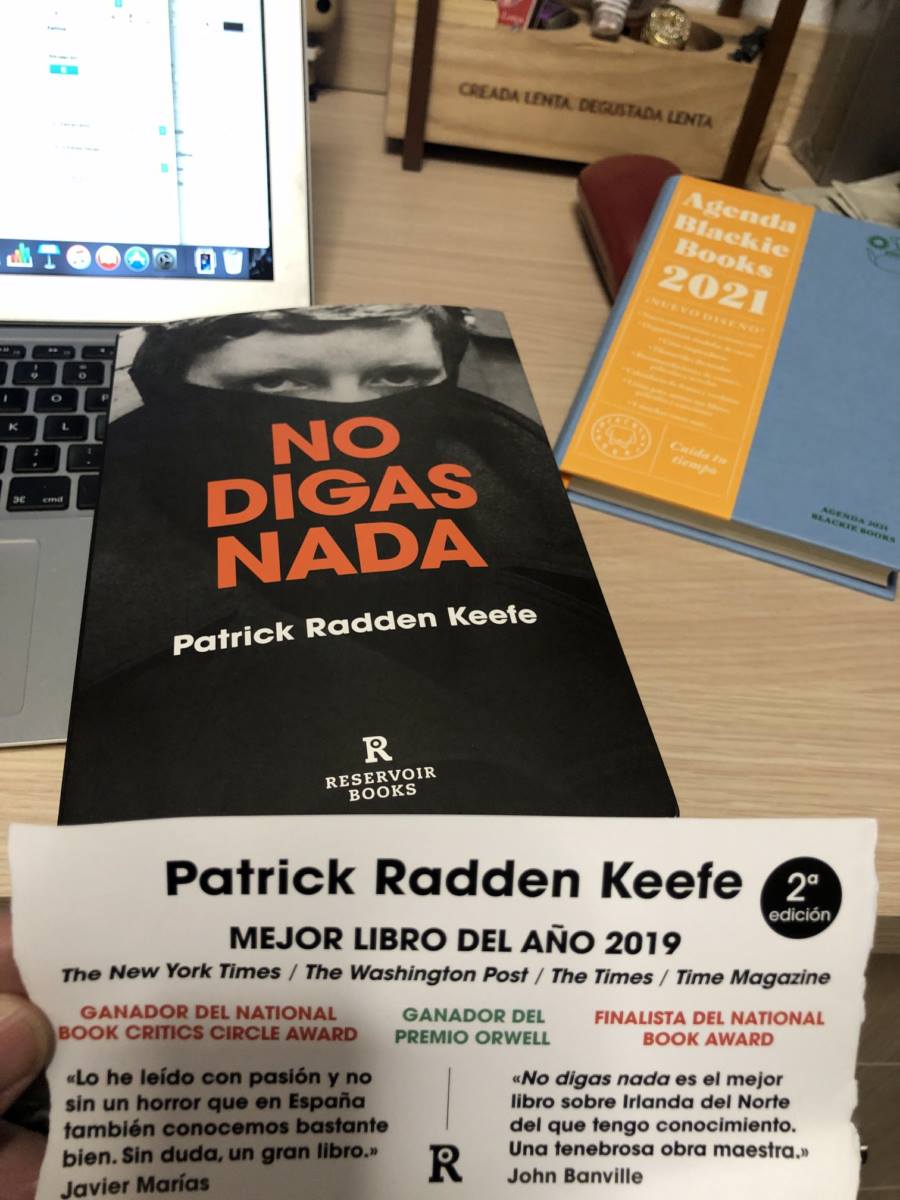 CREADA LENTA, DEGUSTADA LENTA
Agenda
Blackie
Books
2021
¡NUEVO DISEÑO!
Cuida tu
tiempo
AGENDA 2021
BLACKIE BOOKS
I
O
P
K
L
cmd
NO
DIGAS
NADA
Patrick Radden Keefe
R
RESERVOIR
BOOKS
Patrick Radden Keefe
2ª
edición
MEJOR LIBRO DEL AÑO 2019
The New York Times / The Washington Post / The Times / Time Magazine
GANADOR DEL NATIONAL
BOOK CRITICS CIRCLE AWARD
GANADOR DEL
PREMIO ORWELL
FINALISTA DEL NATIONAL
BOOK AWARD
«Lo he leído con pasión y no
sin un horror que en España
también conocemos bastante
bien. Sin duda, un gran libro.»
Javier Marías
R
«No digas nada es el mejor
libro sobre Irlanda del Norte
del que tengo conocimiento.
Una tenebrosa obra maestra.»
John Banville